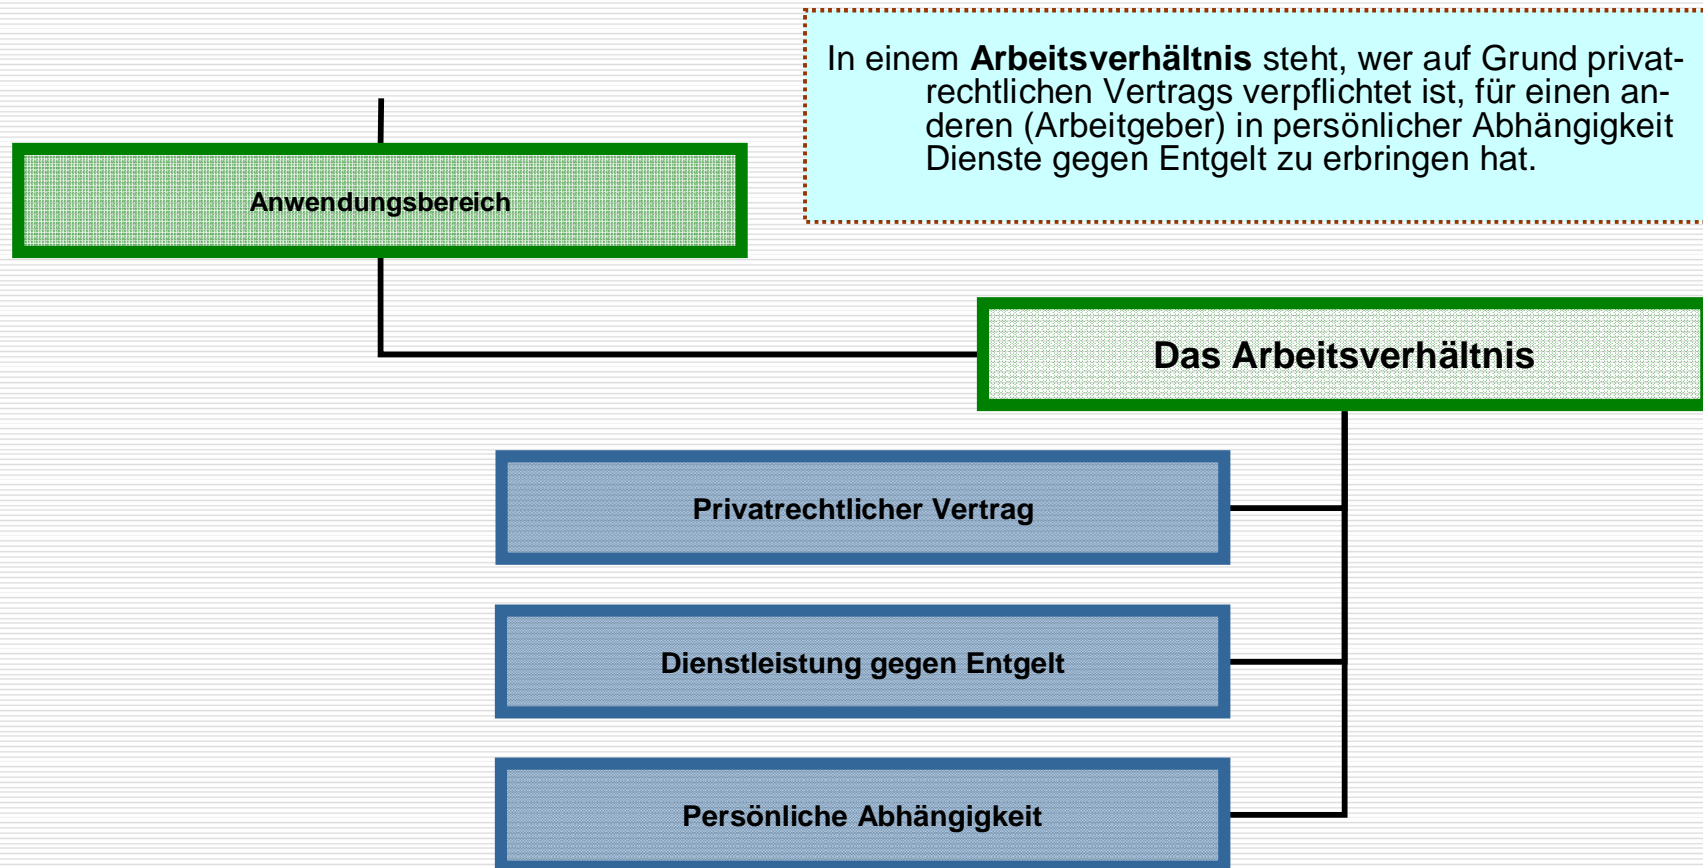 In einem Arbeitsverhältnis steht, wer auf Grund privat-
rechtlichen Vertrags verpflichtet ist, für einen an-
deren (Arbeitgeber) in persönlicher Abhängigkeit
Dienste gegen Entgelt zu erbringen hat.
Anwendungsbereich
Das Arbeitsverhältnis
Privatrechtlicher Vertrag
Dienstleistung gegen Entgelt
Persönliche Abhängigkeit